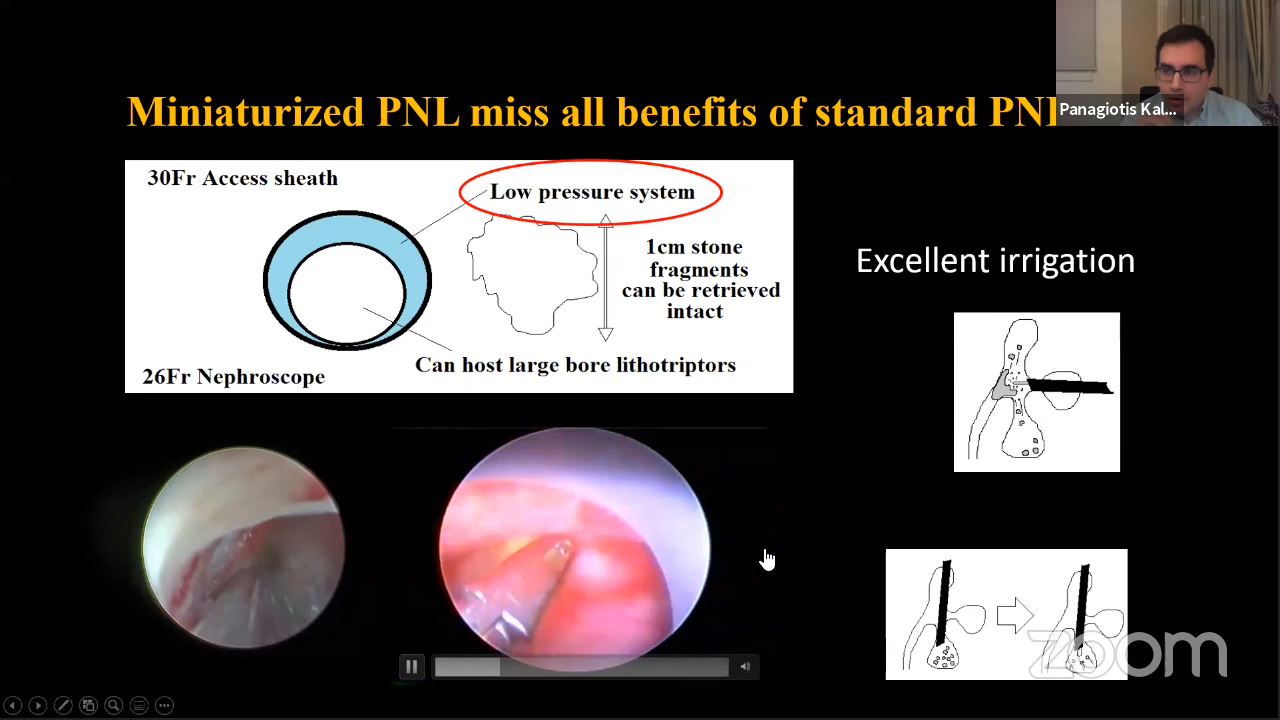 Miniaturized PNL miss all benefits of standard PNL
Panagiotis Kal...
30Fr Access sheath
Low pressure system
1cm stone
fragments
can be retrieved
intact
Can host large bore lithotriptors
26Fr Nephroscope
Excellent irrigation
zoom